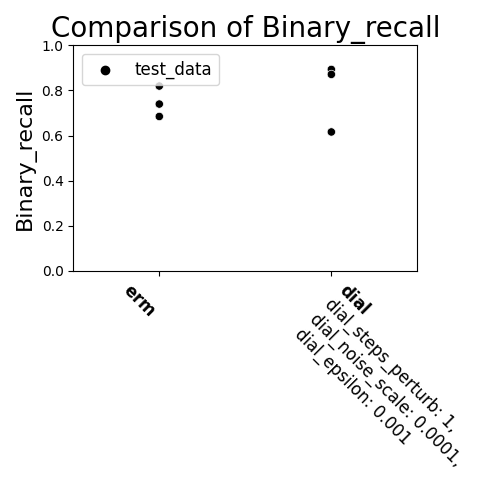 Comparison of Binary_recall
test_data
Binary_recall
1.0
0.8
0.6
0.4
0.2
0.0
erm
dial
dial_steps_perturb: 1,
dial_noise_scale: 0.0001,
dial_epsilon: 0.001